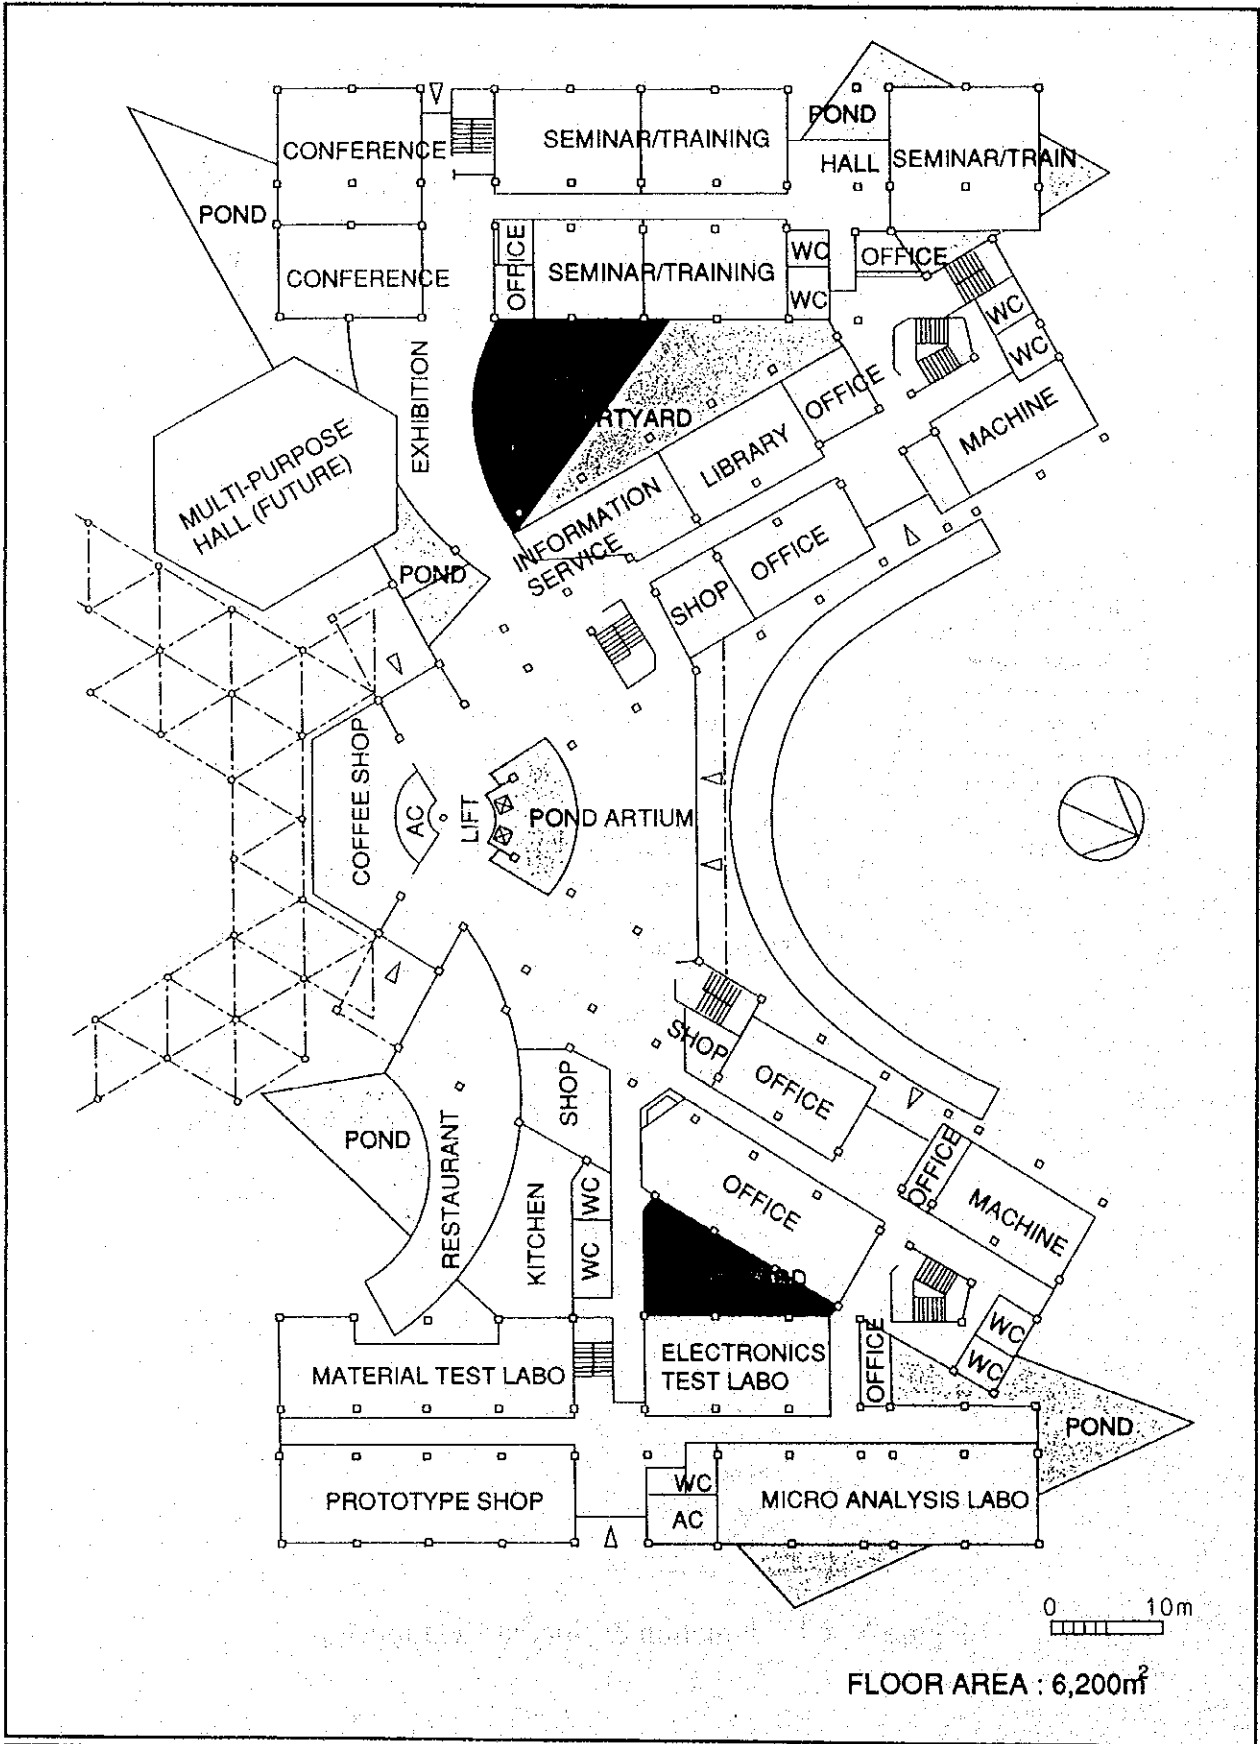 POND
CONFERENCE
SEMINAR/TRAINING
HALL
SEMINAR/TRAIN
POND
CONFERENCE
OFFICE
SEMINAR/TRAINING
WC
WC
OFFICE
WC
WC
EXHIBITION
RTYARD
OFFICE
MACHINE
MULTI-PURPOSE
HALL (FUTURE)
LIBRARY
INFORMATION
SERVICE
OFFICE
POND
SHOP
COFFEE SHOP
AC
LIFT
POND ARTIUM
SHOP
OFFICE
SHOP
POND
RESTAURANT
OFFICE
OFFICE
MACHINE
KITCHEN
WC
WC
WC
WC
MATERIAL TEST LABO
ELECTRONICS
TEST LABO
OFFICE
POND
PROTOTYPE SHOP
WC
AC
MICRO ANALYSIS LABO
0 10m
FLOOR AREA : 6,200m²